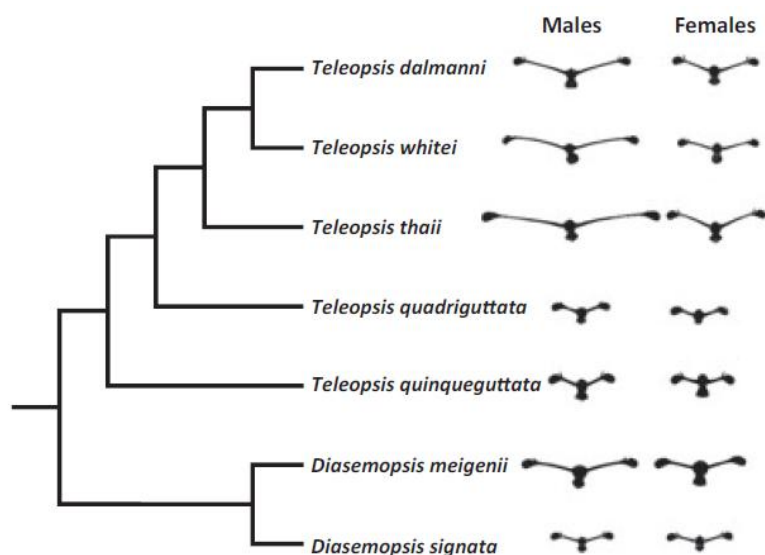 Males Females
Teleopsis dalmanni
Teleopsis whitei
Teleopsis thaii
Teleopsis quadriguttata
Teleopsis quinqueguttata
Diasemopsis meigenii
Diasemopsis signata